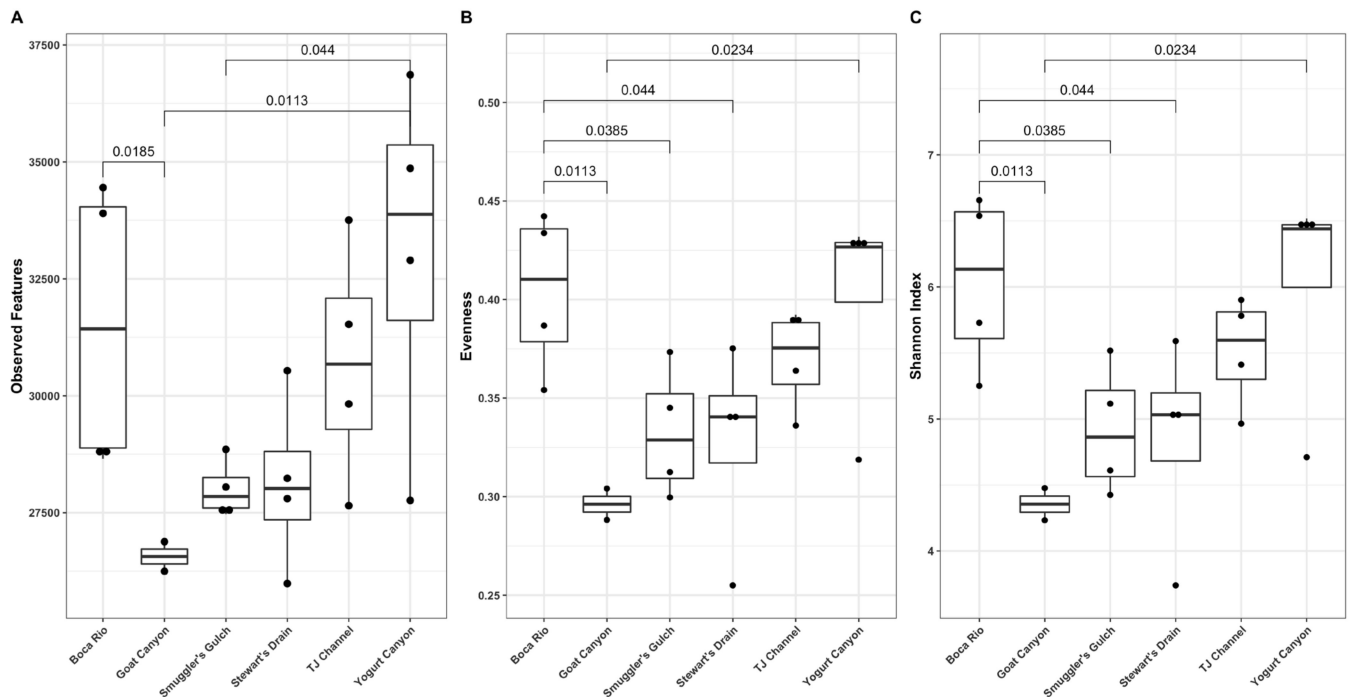 A
Observed Features
37500
35000
32500
30000
27500
0.044
0.0113
0.0185
Boca Rio
Goat Canyon
Smuggler's Gulch
Stewart's Drain
TJ Channel
Yogurt Canyon
B
Evenness
0.50
0.45
0.40
0.35
0.30
0.25
0.0234
0.044
0.0385
0.0113
Boca Rio
Goat Canyon
Smuggler's Gulch
Stewart's Drain
TJ Channel
Yogurt Canyon
C
Shannon Index
7
6
5
4
0.0234
0.044
0.0385
0.0113
Boca Rio
Goat Canyon
Smuggler's Gulch
Stewart's Drain
TJ Channel
Yogurt Canyon